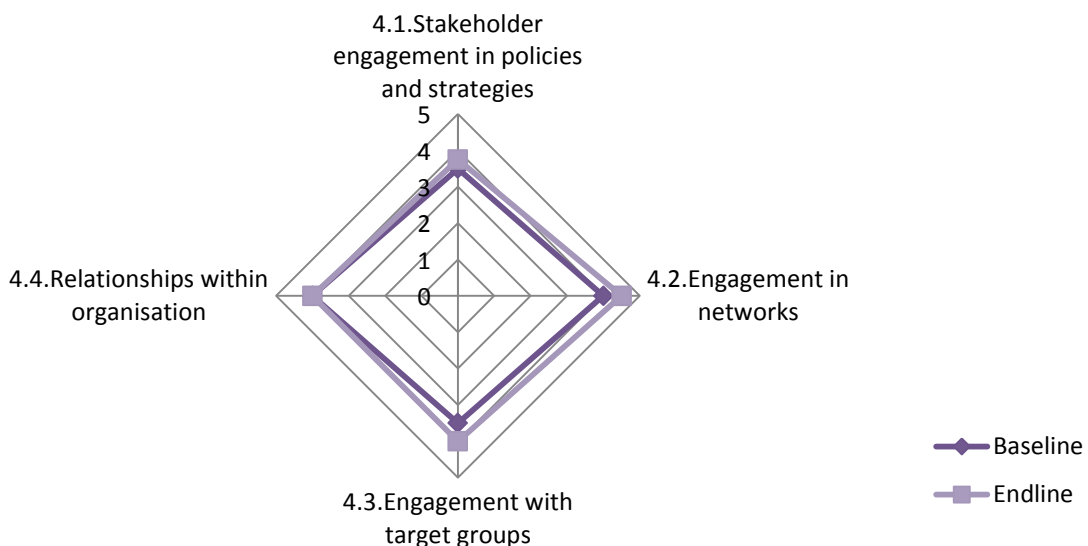 4.1.Stakeholder
engagement in policies
and strategies
5
4
3
2
1
0
4.4.Relationships within
organisation
4.2.Engagement in
networks
4.3.Engagement with
target groups
Baseline
Endline